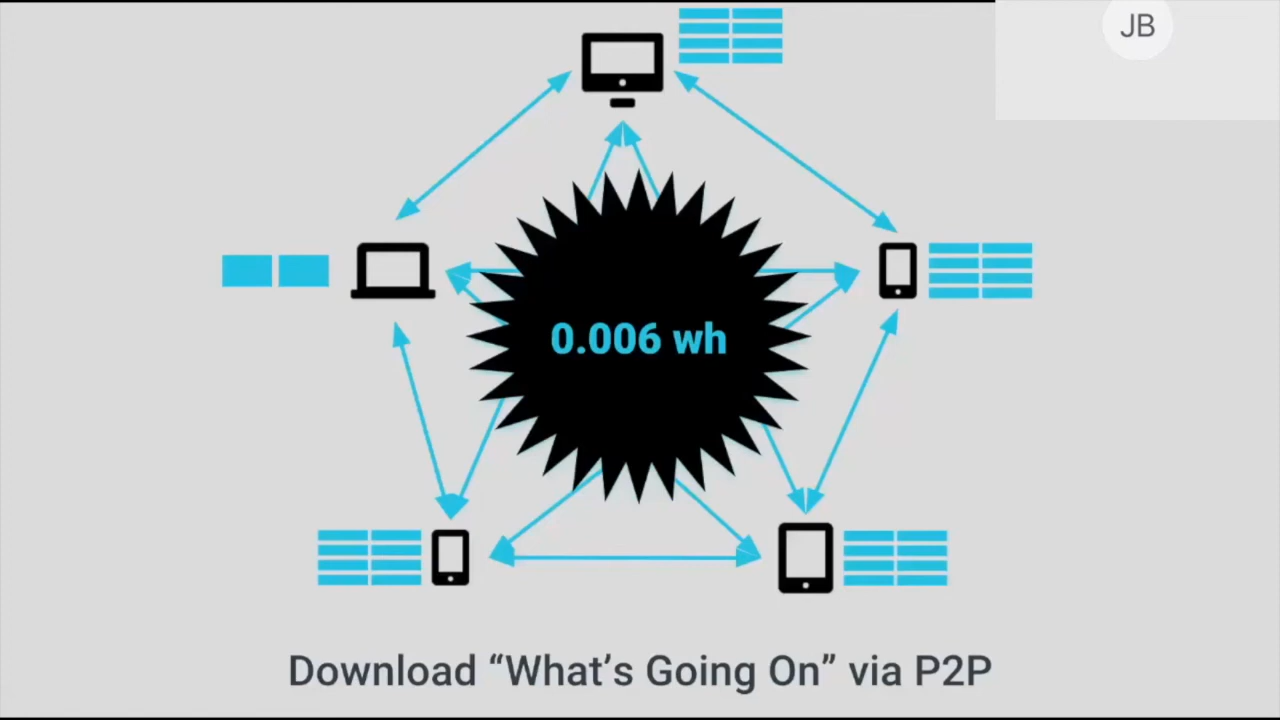 JB
0.006 wh
Download “What’s Going On” via P2P